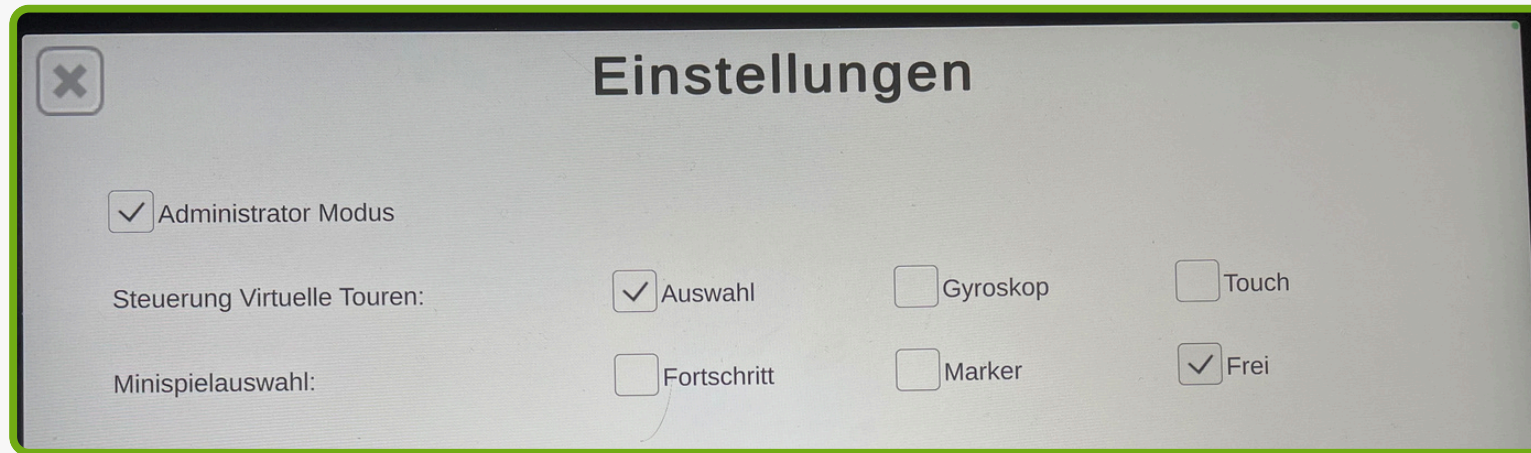 Einstellungen
Administrator Modus
Steuerung Virtuelle Touren: Auswahl Gyroskop Touch
Minispielauswahl: Fortschritt Marker Frei